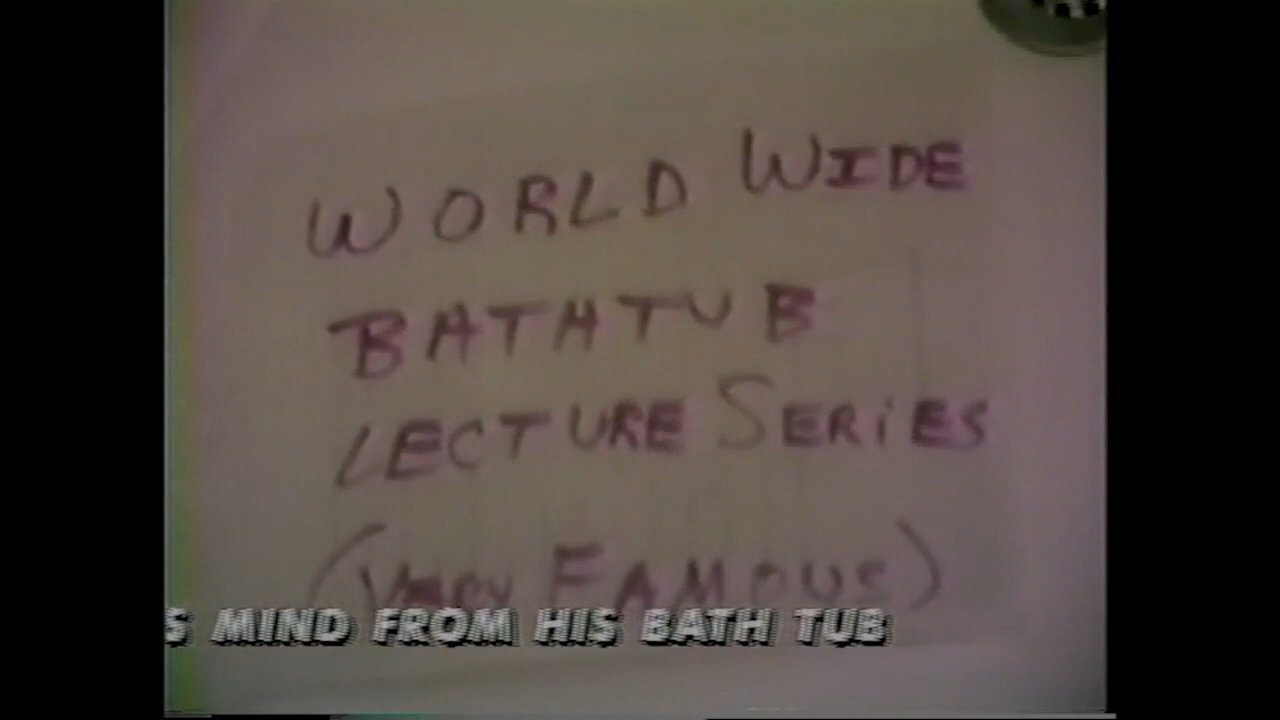 WORLD WIDE
BATHTUB
LECTURE SERIES
(VERY FAMOUS)
S MIND FROM HIS BATH TUB